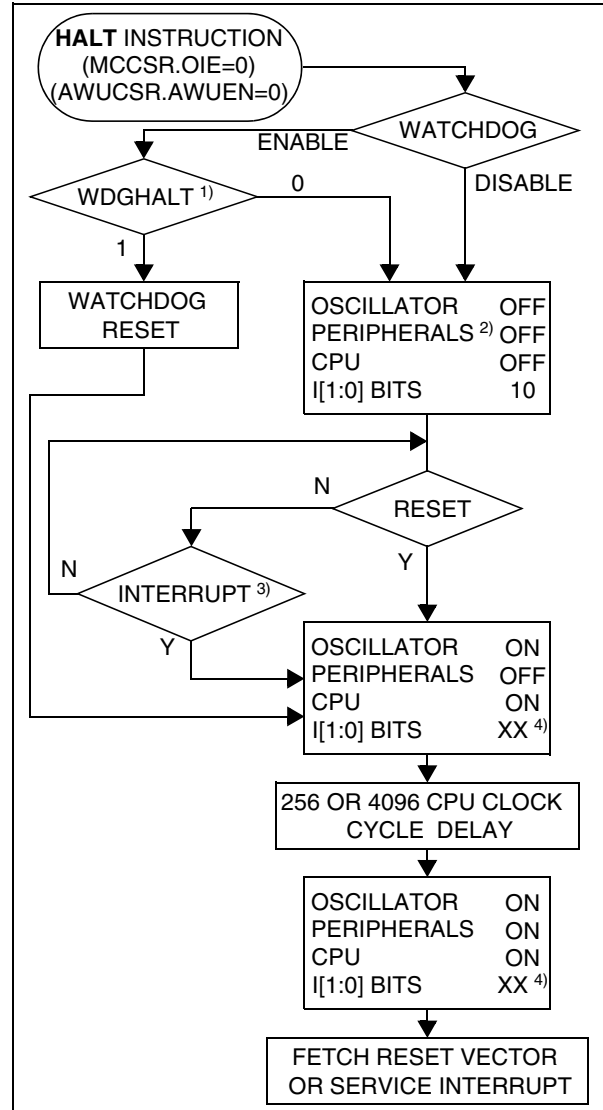 HALT INSTRUCTION
(MCCSR.OIE=0)
(AWUCSR.AWUEN=0)
WATCHDOG
ENABLE
DISABLE
WDGHALT 1)
0
1
WATCHDOG
RESET
OSCILLATOR OFF
PERIPHERALS 2) OFF
CPU OFF
I[1:0] BITS 10
N
RESET
Y
N
INTERRUPT 3)
Y
OSCILLATOR ON
PERIPHERALS OFF
CPU ON
I[1:0] BITS XX 4)
256 OR 4096 CPU CLOCK
CYCLE DELAY
OSCILLATOR ON
PERIPHERALS ON
CPU ON
I[1:0] BITS XX 4)
FETCH RESET VECTOR
OR SERVICE INTERRUPT